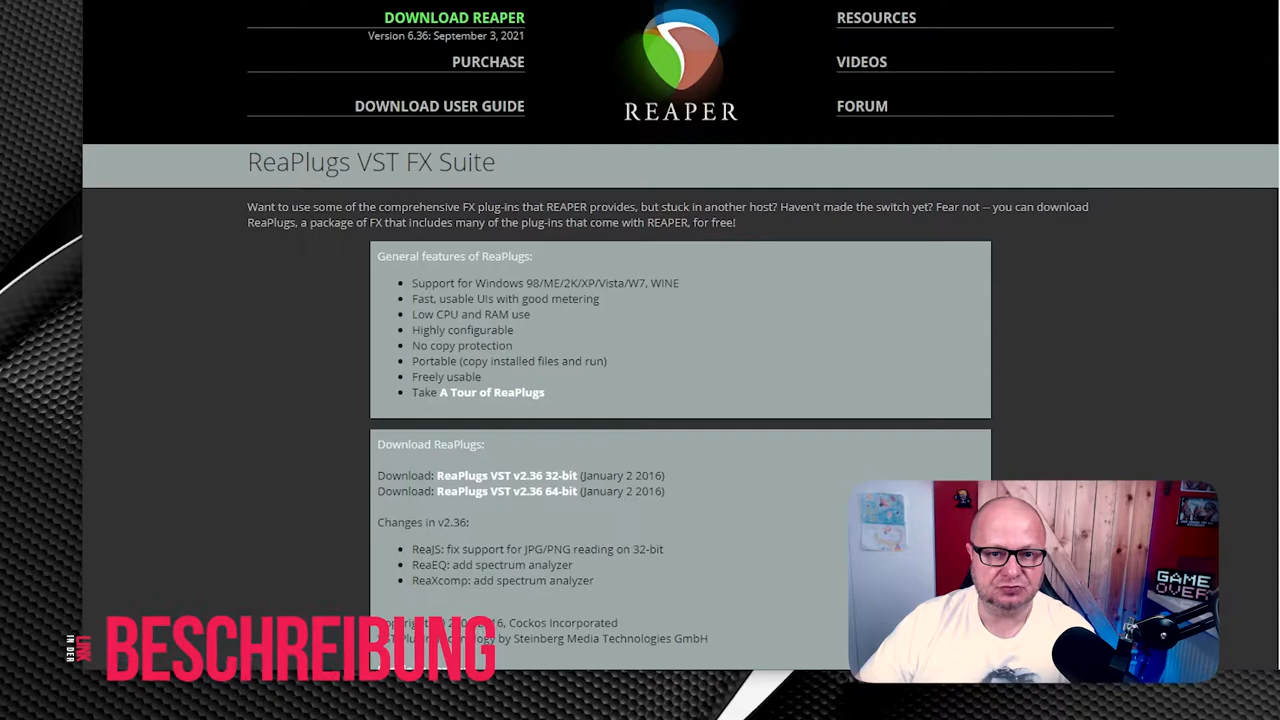 DOWNLOAD REAPER
Version 6.36: September 3, 2021
PURCHASE
DOWNLOAD USER GUIDE
REAPER
RESOURCES
VIDEOS
FORUM
ReaPlugs VST FX Suite
Want to use some of the comprehensive FX plug-ins that REAPER provides, but stuck in another host? Haven't made the switch yet? Fear not -- you can download
ReaPlugs, a package of FX that includes many of the plug-ins that come with REAPER, for free!
General features of ReaPlugs:
Support for Windows 98/ME/2K/XP/Vista/W7, WINE
Fast, usable UIs with good metering
Low CPU and RAM use
Highly configurable
No copy protection
Portable (copy installed files and run)
Freely usable
Take A Tour of ReaPlugs
Download ReaPlugs:
Download: ReaPlugs VST v2.36 32-bit (January 2 2016)
Download: ReaPlugs VST v2.36 64-bit (January 2 2016)
Changes in v2.36:
ReaJS: fix support for JPG/PNG reading on 32-bit
ReaEQ: add spectrum analyzer
ReaXcomp: add spectrum analyzer
Cockos Incorporated
by Steinberg Media Technologies GmbH
LINK
IN DER
BESCHREIBUNG
GAME
OVER